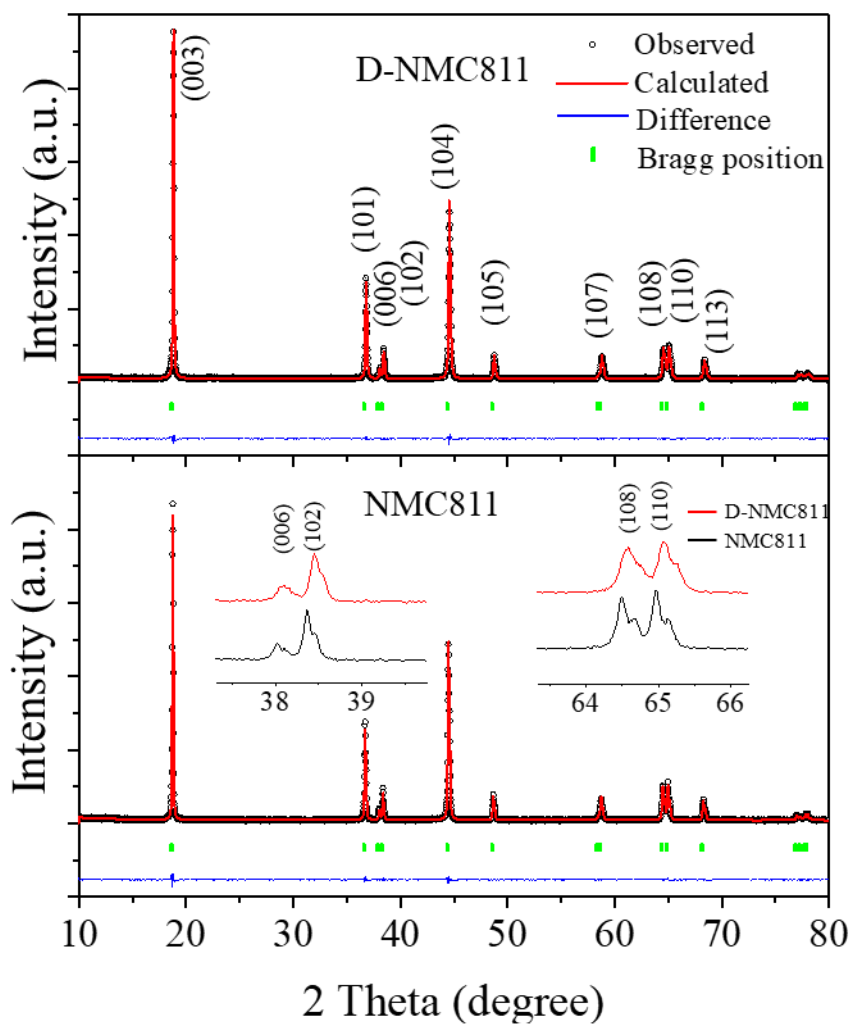 D-NMC811
Observed
Calculated
Difference
Bragg position
(003)
(101)
(006)
(102)
(104)
(105)
(107)
(108)
(110)
(113)
Intensity (a.u.)
NMC811
(006)
(102)
38 39
(108)
(110)
D-NMC811
NMC811
64 65 66
Intensity (a.u.)
10 20 30 40 50 60 70 80
2 Theta (degree)